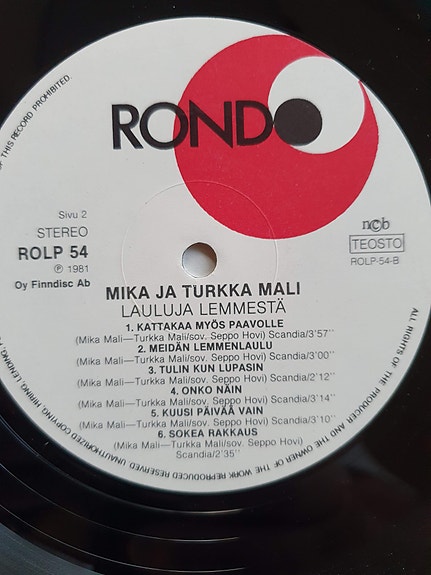 OF THIS RECORD PROHIBITED.
RONDO
Sivu 2
STEREO
ROLP 54
℗ 1981
Oy Finndisc Ab
ncb
TEOSTO
ROLP-54-B
MIKA JA TURKKA MALI
LAULUJA LEMMESTÄ
1. KATTAKAA MYÖS PAAVOLLE
(Mika Mali—Turkka Mali/sov. Seppo Hovi) Scandia/3'57"
2. MEIDÄN LEMMENLAULU
(Mika Mali—Turkka Mali/sov. Seppo Hovi) Scandia/3'00"
3. TULIN KUN LUPASIN
(Mika Mali—Turkka Mali/sov. Seppo Hovi) Scandia/2'12"
4. ONKO NÄIN
(Mika Mali—Turkka Mali/sov. Seppo Hovi) Scandia/3'14"
5. KUUSI PÄIVÄÄ VAIN
(Mika Mali—Turkka Mali/sov. Seppo Hovi) Scandia/3'10"
6. SOKEA RAKKAUS
(Mika Mali—Turkka Mali/sov. Seppo Hovi)
Scandia/2'35"
ALL RIGHTS OF THE PRODUCER AND THE OWNER OF THE WORK REPRODUCED RESERVED. UNAUTHORIZED COPYING, HIRING, LENDING,